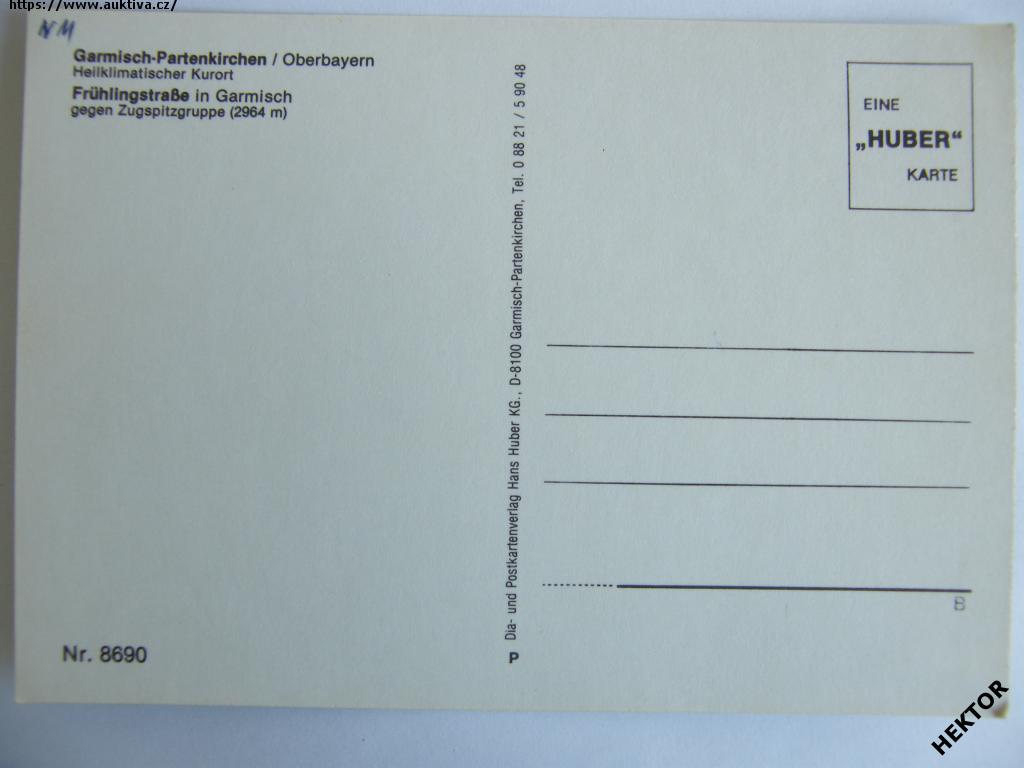 https://www.auktiva.cz/
NM
Garmisch-Partenkirchen / Oberbayern
Heilklimatischer Kurort
Frühlingstraße in Garmisch
gegen Zugspitzgruppe (2964 m)
EINE
„HUBER“
KARTE
P Dia- und Postkartenverlag Hans Huber KG., D-8100 Garmisch-Partenkirchen, Tel. 0 88 21 / 5 90 48
B
Nr. 8690
HEKTOR